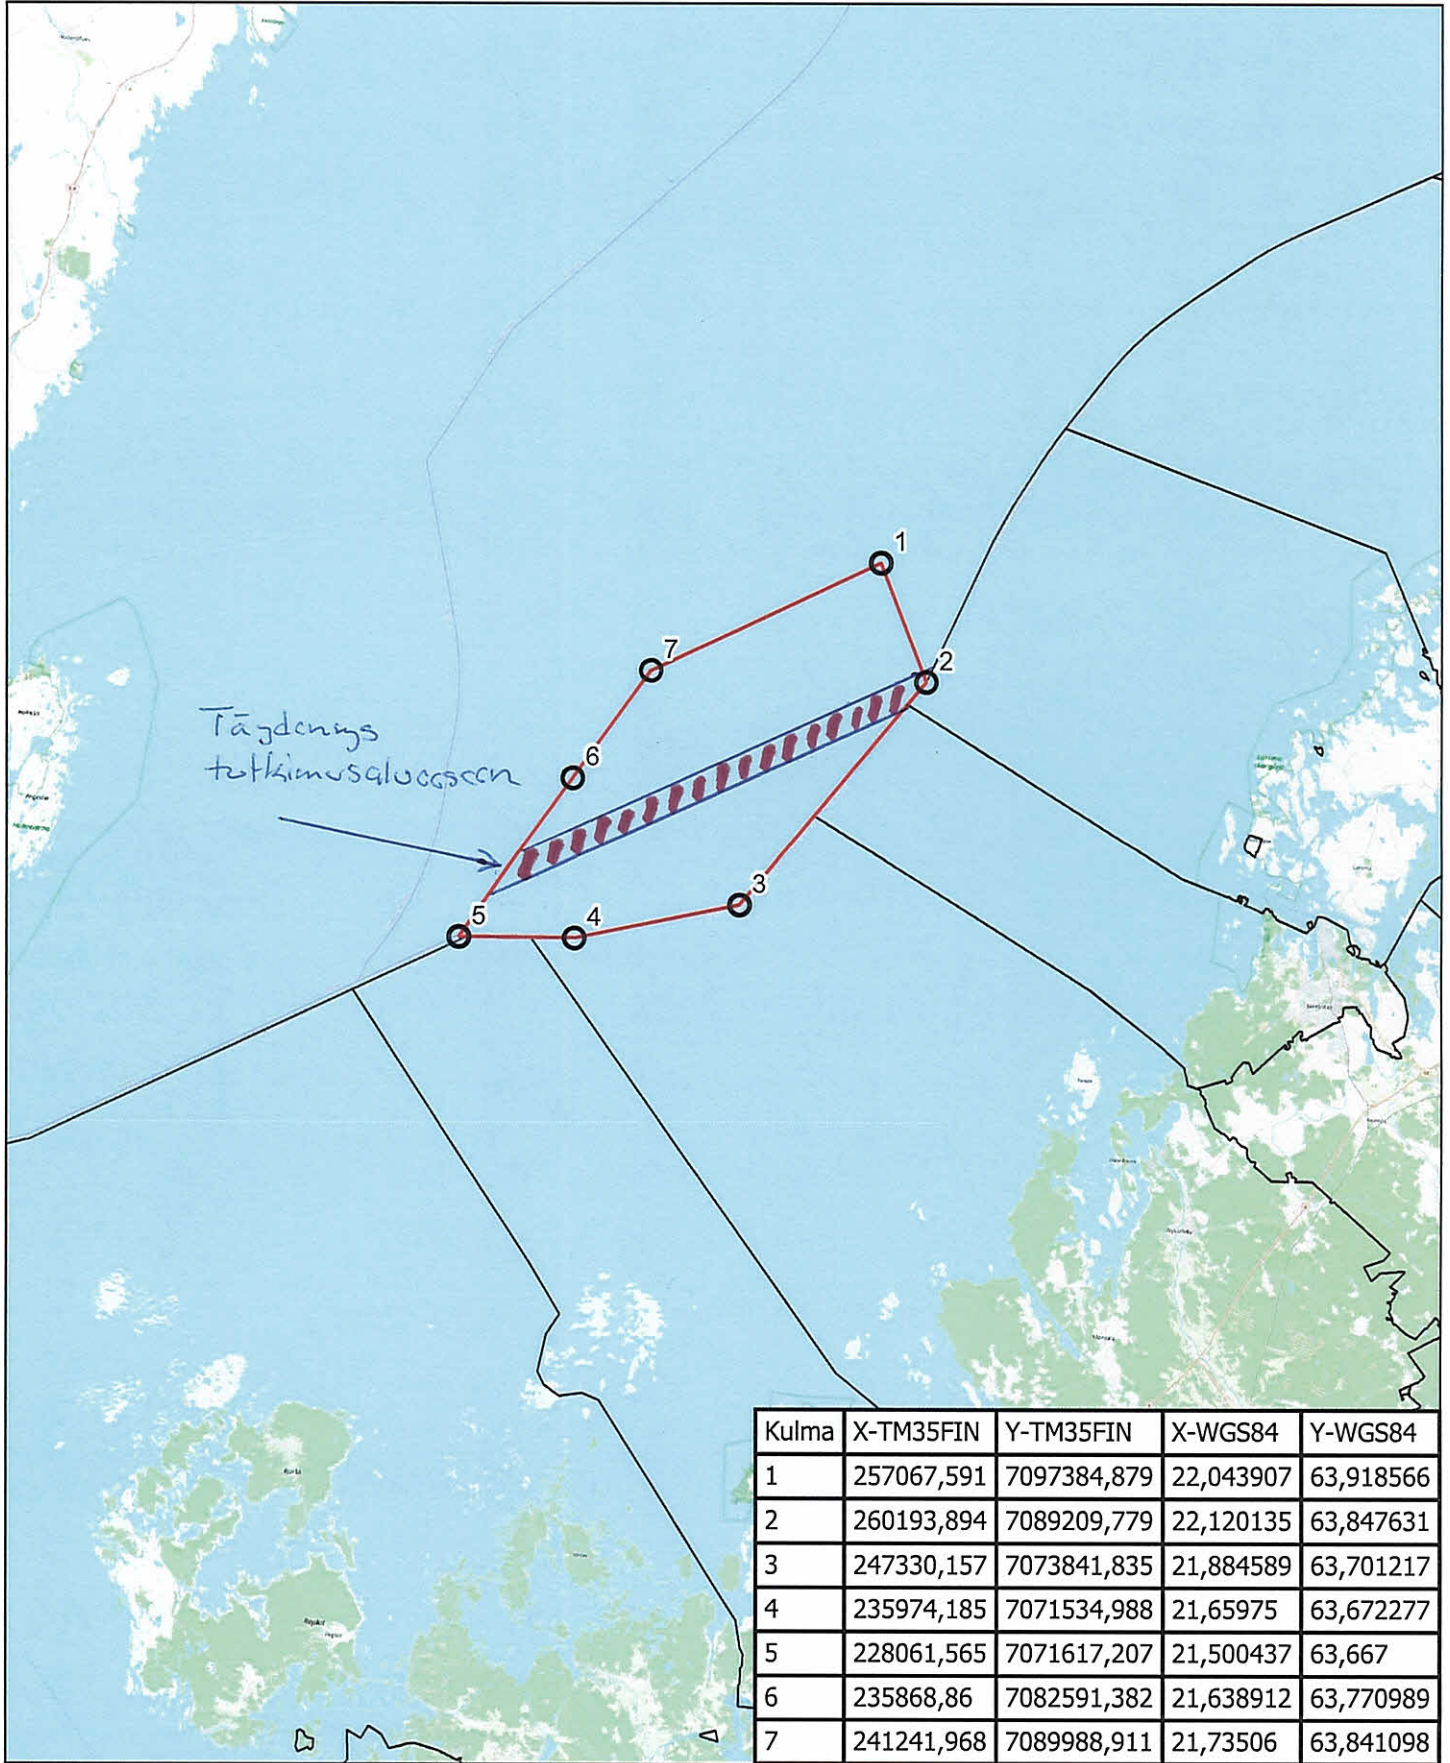 1
7
2
Täydennys
tutkimusalueeseen
6
3
5
4
Kulma X-TM35FIN Y-TM35FIN X-WGS84 Y-WGS84
1 257067,591 7097384,879 22,043907 63,918566
2 260193,894 7089209,779 22,120135 63,847631
3 247330,157 7073841,835 21,884589 63,701217
4 235974,185 7071534,988 21,65975 63,672277
5 228061,565 7071617,207 21,500437 63,667
6 235868,86 7082591,382 21,638912 63,770989
7 241241,968 7089988,911 21,73506 63,841098